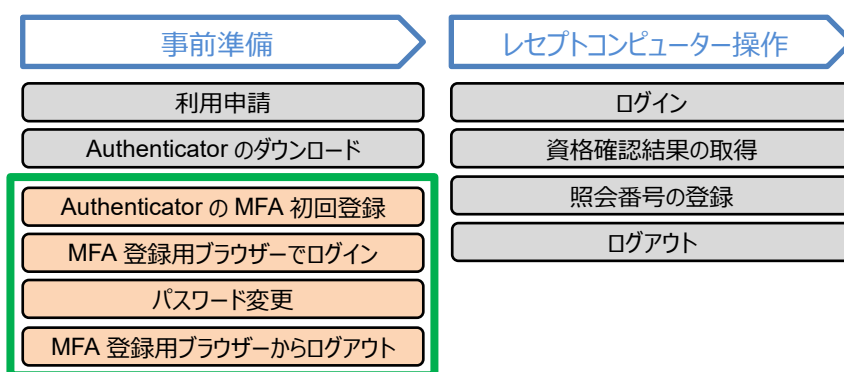 事前準備
利用申請
Authenticator のダウンロード
Authenticator の MFA 初回登録
MFA 登録用ブラウザーでログイン
パスワード変更
MFA 登録用ブラウザーからログアウト
レセプトコンピューター操作
ログイン
資格確認結果の取得
照会番号の登録
ログアウト